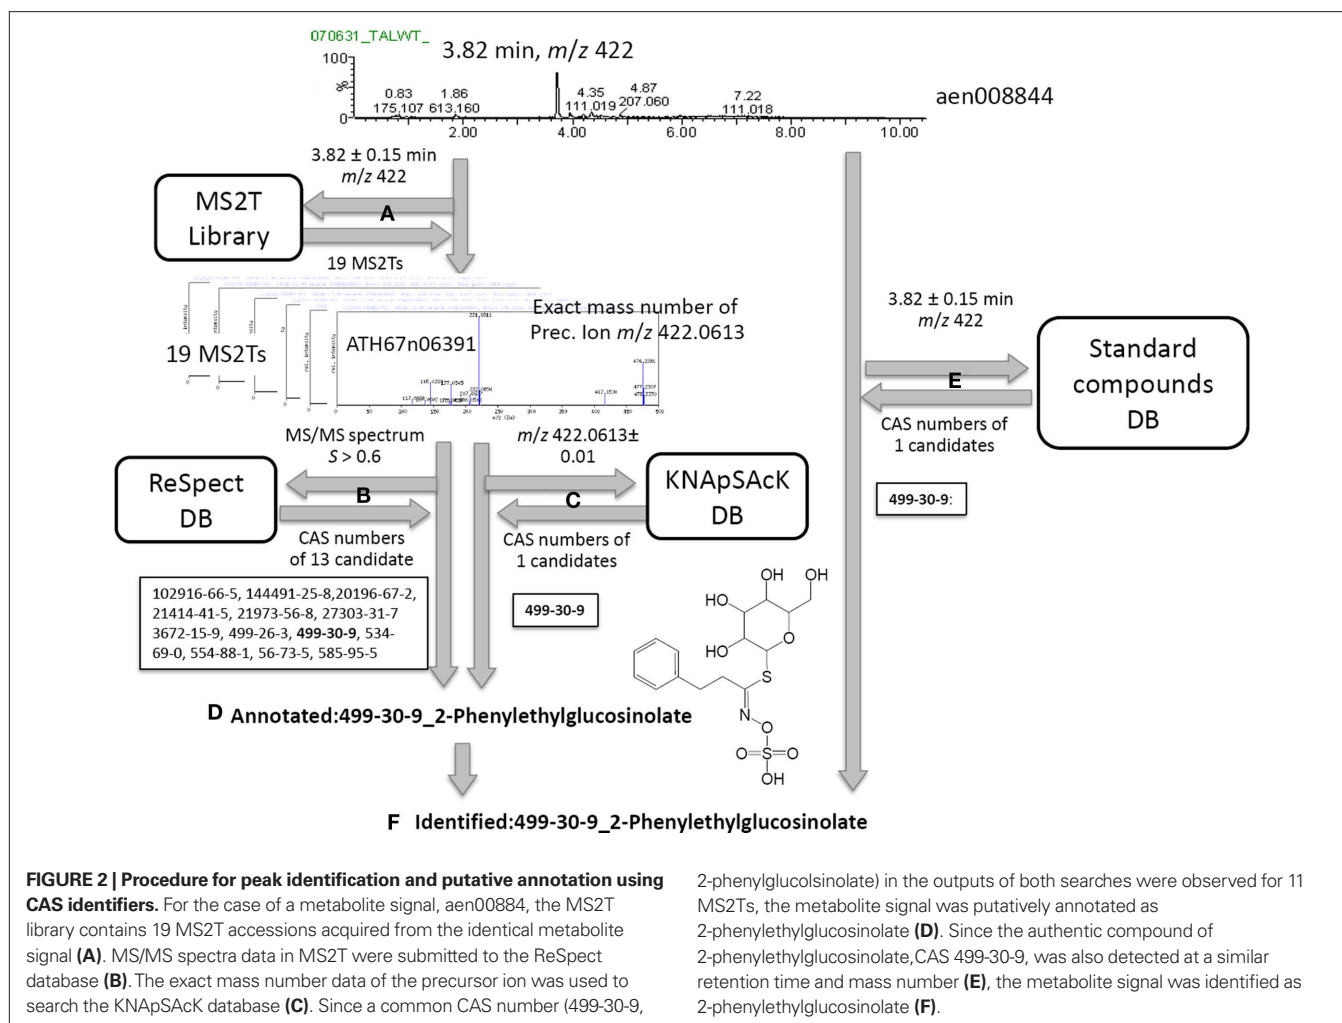 070631_TALWT_
3.82 min, m/z 422
100
%
0
0.83
175.107
1.86
613.160
4.35
111.019
4.87
207.060
7.22
111.018
2.00 4.00 6.00 8.00 10.00
aen008844
3.82 ± 0.15 min
m/z 422
MS2T
Library
A
19 MS2Ts
19 MS2Ts
ATH67n06391
Exact mass number of
Prec. Ion m/z 422.0613
0 50 100 150 200 250 300 350 400 450 500
m/z (Da)
3.82 ± 0.15 min
m/z 422
Standard
compounds
DB
E
CAS numbers of
1 candidates
499-30-9:
MS/MS spectrum
S > 0.6
m/z 422.0613±
0.01
ReSpect
DB
B
CAS numbers
of 13 candidate
KNApSAcK
DB
C
CAS numbers of
1 candidates
102916-66-5, 144491-25-8,20196-67-2,
21414-41-5, 21973-56-8, 27303-31-7
3672-15-9, 499-26-3, 499-30-9, 534-
69-0, 554-88-1, 56-73-5, 585-95-5
499-30-9
OH OH
HO
O
HO
S
N
O
O S O
OH
D Annotated:499-30-9_2-Phenylethylglucosinolate
F Identified:499-30-9_2-Phenylethylglucosinolate
FIGURE 2 | Procedure for peak identification and putative annotation using
CAS identifiers. For the case of a metabolite signal, aen00884, the MS2T
library contains 19 MS2T accessions acquired from the identical metabolite
signal (A). MS/MS spectra data in MS2T were submitted to the ReSpect
database (B). The exact mass number data of the precursor ion was used to
search the KNApSAcK database (C). Since a common CAS number (499-30-9,
2-phenylglucolsinolate) in the outputs of both searches were observed for 11
MS2Ts, the metabolite signal was putatively annotated as
2-phenylethylglucosinolate (D). Since the authentic compound of
2-phenylethylglucosinolate,CAS 499-30-9, was also detected at a similar
retention time and mass number (E), the metabolite signal was identified as
2-phenylethylglucosinolate (F).